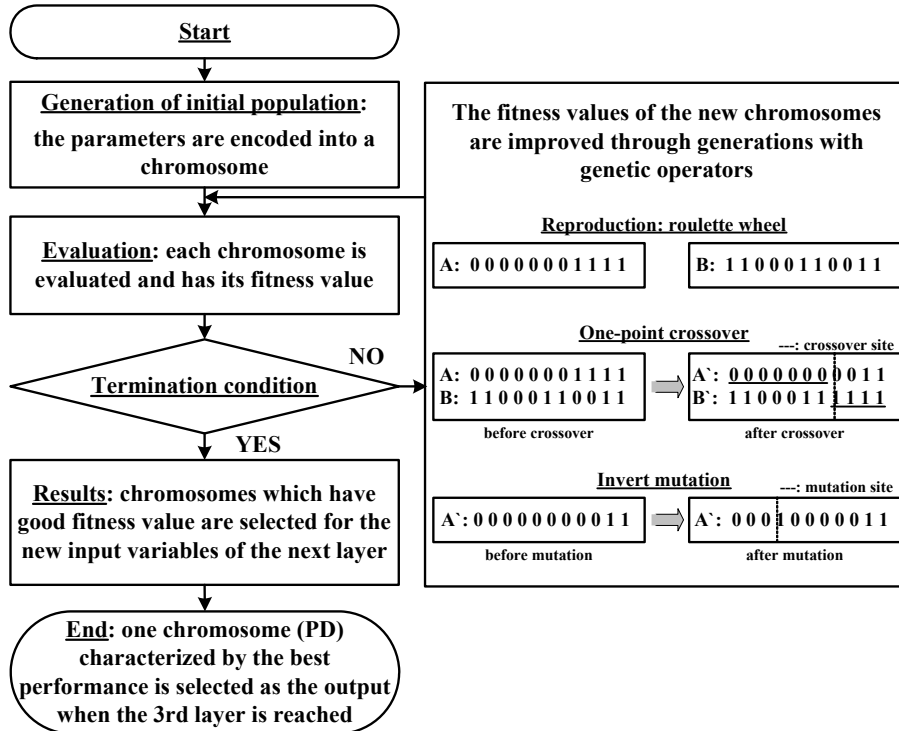 Start
Generation of initial population:
the parameters are encoded into a
chromosome
Evaluation: each chromosome is
evaluated and has its fitness value
Termination condition
NO
YES
Results: chromosomes which have
good fitness value are selected for the
new input variables of the next layer
End: one chromosome (PD)
characterized by the best
performance is selected as the output
when the 3rd layer is reached
The fitness values of the new chromosomes
are improved through generations with
genetic operators
Reproduction: roulette wheel
A: 0 0 0 0 0 0 0 1 1 1 1
B: 1 1 0 0 0 1 1 0 0 1 1
One-point crossover
---: crossover site
A: 0 0 0 0 0 0 0 1 1 1 1
B: 1 1 0 0 0 1 1 0 0 1 1
before crossover
A`: 0 0 0 0 0 0 0 0 0 1 1
B`: 1 1 0 0 0 1 1 1 1 1 1
after crossover
Invert mutation
---: mutation site
A`: 0 0 0 0 0 0 0 0 0 1 1
before mutation
A`: 0 0 0 1 0 0 0 0 0 1 1
after mutation